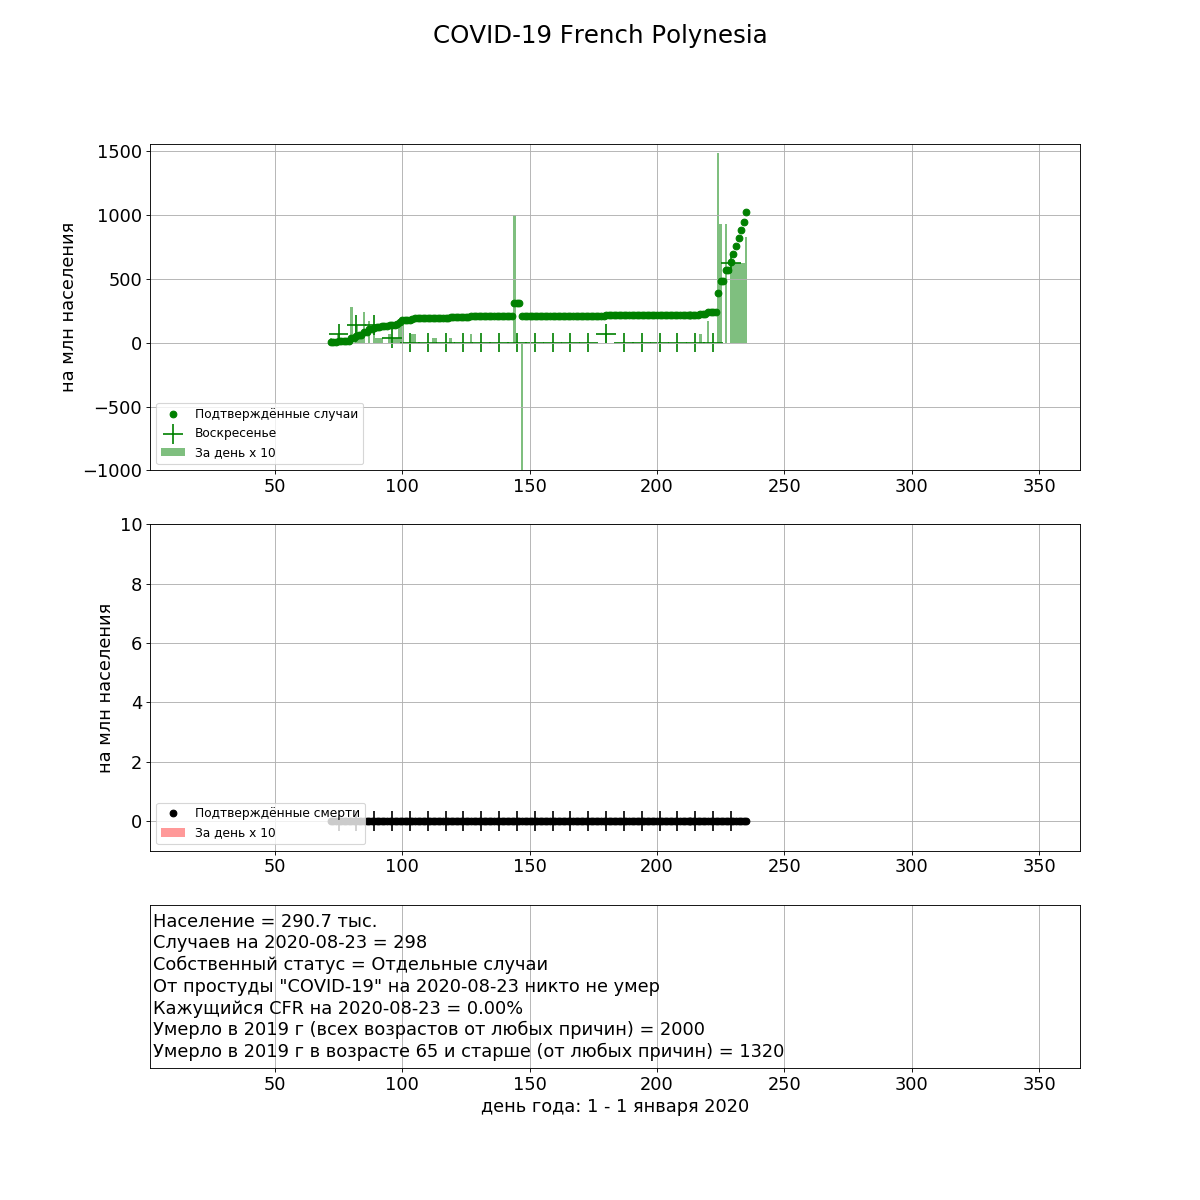 COVID-19 French Polynesia
1500
1000
500
0
−500
−1000
на млн населения
Подтверждённые случаи
Воскресенье
За день x 10
50 100 150 200 250 300 350
10
8
6
4
2
0
на млн населения
Подтверждённые смерти
За день x 10
50 100 150 200 250 300 350
Население = 290.7 тыс.
Случаев на 2020-08-23 = 298
Собственный статус = Отдельные случаи
От простуды "COVID-19" на 2020-08-23 никто не умер
Кажущийся CFR на 2020-08-23 = 0.00%
Умерло в 2019 г (всех возрастов от любых причин) = 2000
Умерло в 2019 г в возрасте 65 и старше (от любых причин) = 1320
50 100 150 200 250 300 350
день года: 1 - 1 января 2020